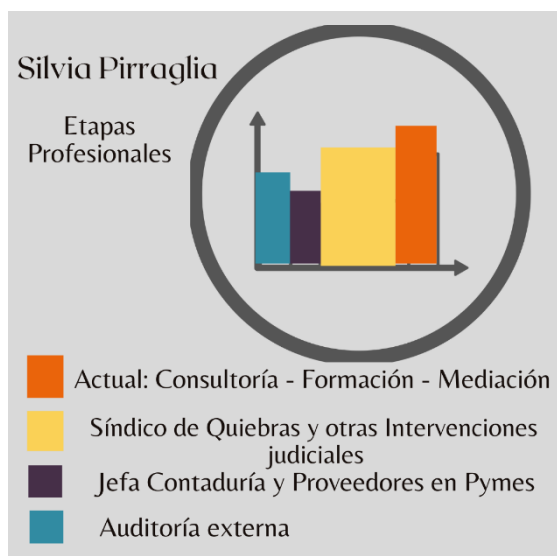 Silvia Pirraglia
Etapas
Profesionales
Actual: Consultoría - Formación - Mediación
Síndico de Quiebras y otras Intervenciones
judiciales
Jefa Contaduría y Proveedores en Pymes
Auditoría externa